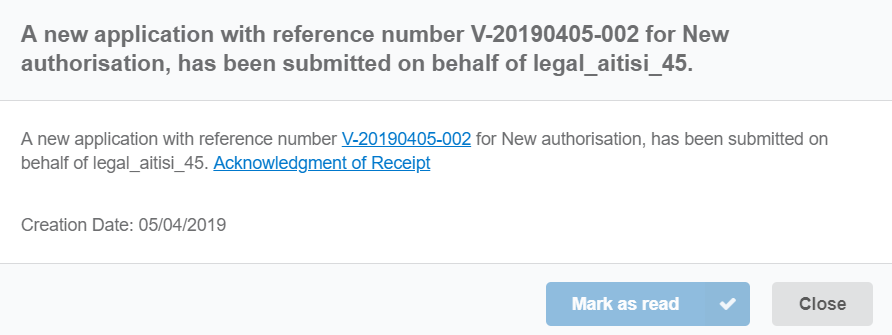 A new application with reference number V-20190405-002 for New
authorisation, has been submitted on behalf of legal_aitisi_45.
A new application with reference number V-20190405-002 for New authorisation, has been submitted on
behalf of legal_aitisi_45. Acknowledgment of Receipt
Creation Date: 05/04/2019
Mark as read
Close